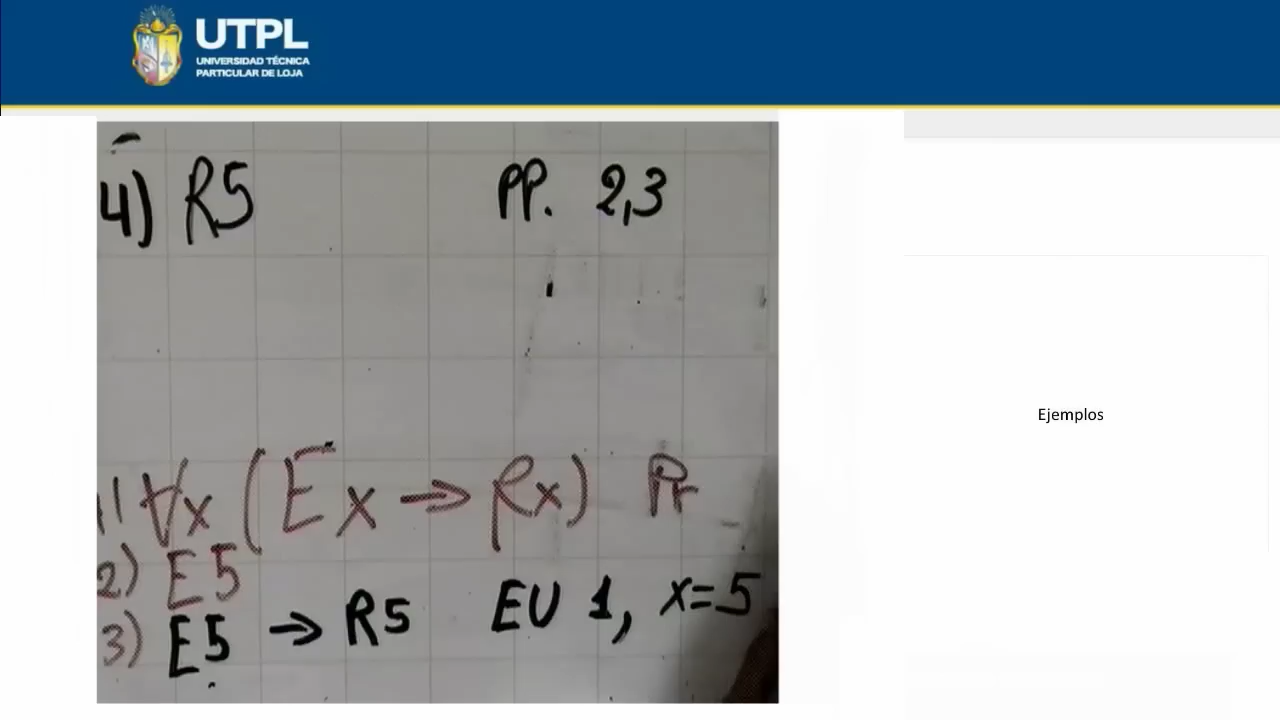 UTPL
UNIVERSIDAD TÉCNICA
PARTICULAR DE LOJA
4) R5 PP. 2,3
1) ∀x (Ex → Rx) Pr
2) E5
3) E5 → R5 EU 1, x=5
Ejemplos